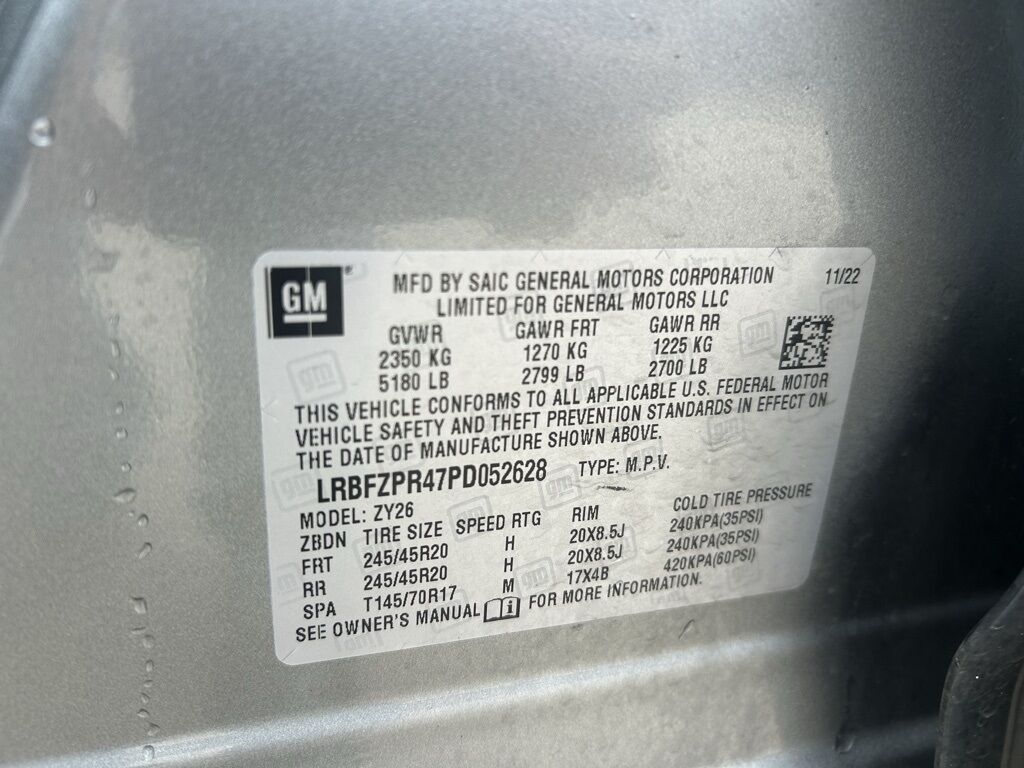 GM
MFD BY SAIC GENERAL MOTORS CORPORATION 11/22
LIMITED FOR GENERAL MOTORS LLC
GVWR GAWR FRT GAWR RR
2350 KG 1270 KG 1225 KG
5180 LB 2799 LB 2700 LB
THIS VEHICLE CONFORMS TO ALL APPLICABLE U.S. FEDERAL MOTOR
VEHICLE SAFETY AND THEFT PREVENTION STANDARDS IN EFFECT ON
THE DATE OF MANUFACTURE SHOWN ABOVE.
LRBFZPR47PD052628 TYPE: M.P.V.
MODEL: ZY26
ZBDN TIRE SIZE SPEED RTG RIM COLD TIRE PRESSURE
FRT 245/45R20 H 20X8.5J 240KPA(35PSI)
RR 245/45R20 H 20X8.5J 240KPA(35PSI)
SPA T145/70R17 M 17X4B 420KPA(60PSI)
SEE OWNER'S MANUAL FOR MORE INFORMATION.